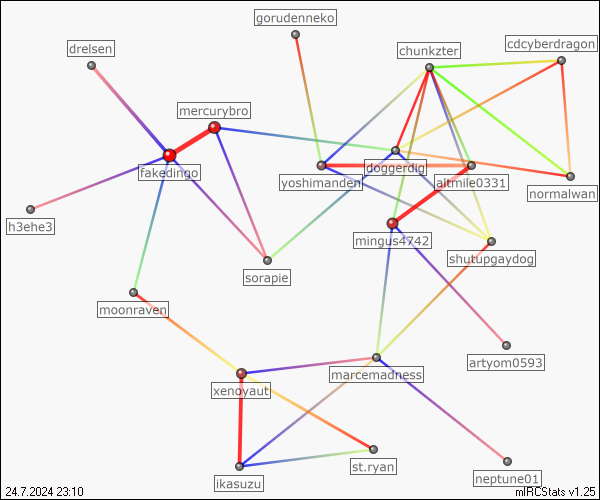 gorudenneko
drelsen
chunkzter
cdcyberdragon
mercurybro
fakedingo
doggerdig
yoshimanden
altmile0331
normalwan
h3ehe3
mingus4742
shutupgaydog
sorapie
moonraven
artyom0593
marcemadness
xenoyaut
st.ryan
ikasuzu
neptune01
24.7.2024 23:10
mIRCStats v1.25